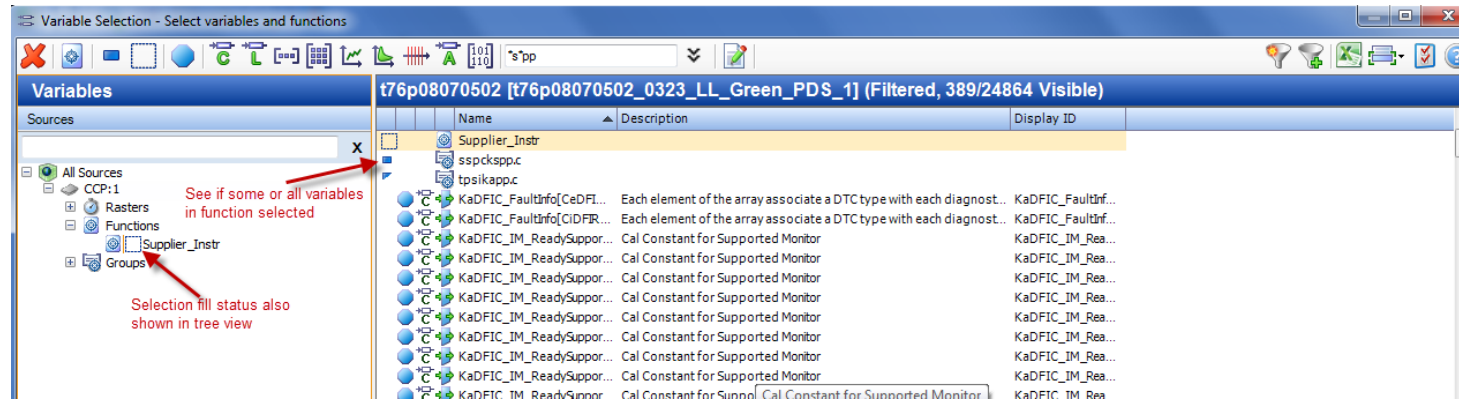 Variable Selection - Select variables and functions
C L A 101 110 *s*pp
Variables
t76p08070502 [t76p08070502_0323_LL_Green_PDS_1] (Filtered, 389/24864 Visible)
Sources
Name Description Display ID
X
Supplier_Instr
sspckspp.c
tpsikapp.c
All Sources
CCP:1
Rasters
Functions
Supplier_Instr
Groups
See if some or all variables
in function selected
Selection fill status also
shown in tree view
C KaDFIC_FaultInfo[CeDFI... Each element of the array associate a DTC type with each diagnost... KaDFIC_FaultInf...
C KaDFIC_FaultInfo[CiDFIR... Each element of the array associate a DTC type with each diagnost... KaDFIC_FaultInf...
C KaDFIC_IM_ReadySuppor... Cal Constant for Supported Monitor KaDFIC_IM_Rea...
C KaDFIC_IM_ReadySuppor... Cal Constant for Supported Monitor KaDFIC_IM_Rea...
C KaDFIC_IM_ReadySuppor... Cal Constant for Supported Monitor KaDFIC_IM_Rea...
C KaDFIC_IM_ReadySuppor... Cal Constant for Supported Monitor KaDFIC_IM_Rea...
C KaDFIC_IM_ReadySuppor... Cal Constant for Supported Monitor KaDFIC_IM_Rea...
C KaDFIC_IM_ReadySuppor... Cal Constant for Supported Monitor KaDFIC_IM_Rea...
C KaDFIC_IM_ReadySuppor... Cal Constant for Supported Monitor KaDFIC_IM_Rea...
C KaDFIC_IM_ReadySuppor... Cal Constant for Supported Monitor KaDFIC_IM_Rea...
C KaDFIC_IM_ReadySuppor Cal Constant for Suppo Cal Constant for Supported Monitor KaDFIC_IM_Rea